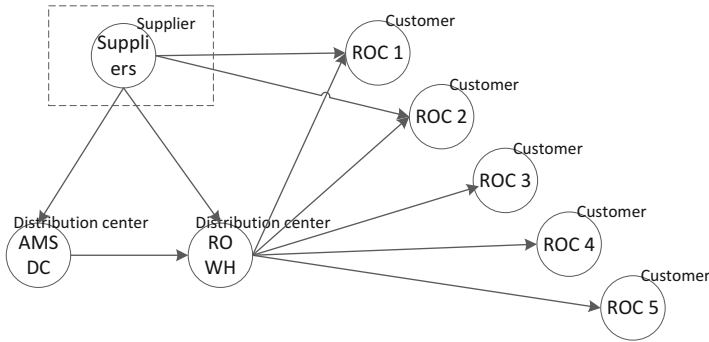 Supplier
Suppli
ers
Customer
ROC 1
Customer
ROC 2
Customer
ROC 3
Distribution center
AMS
DC
Distribution center
RO
WH
Customer
ROC 4
Customer
ROC 5